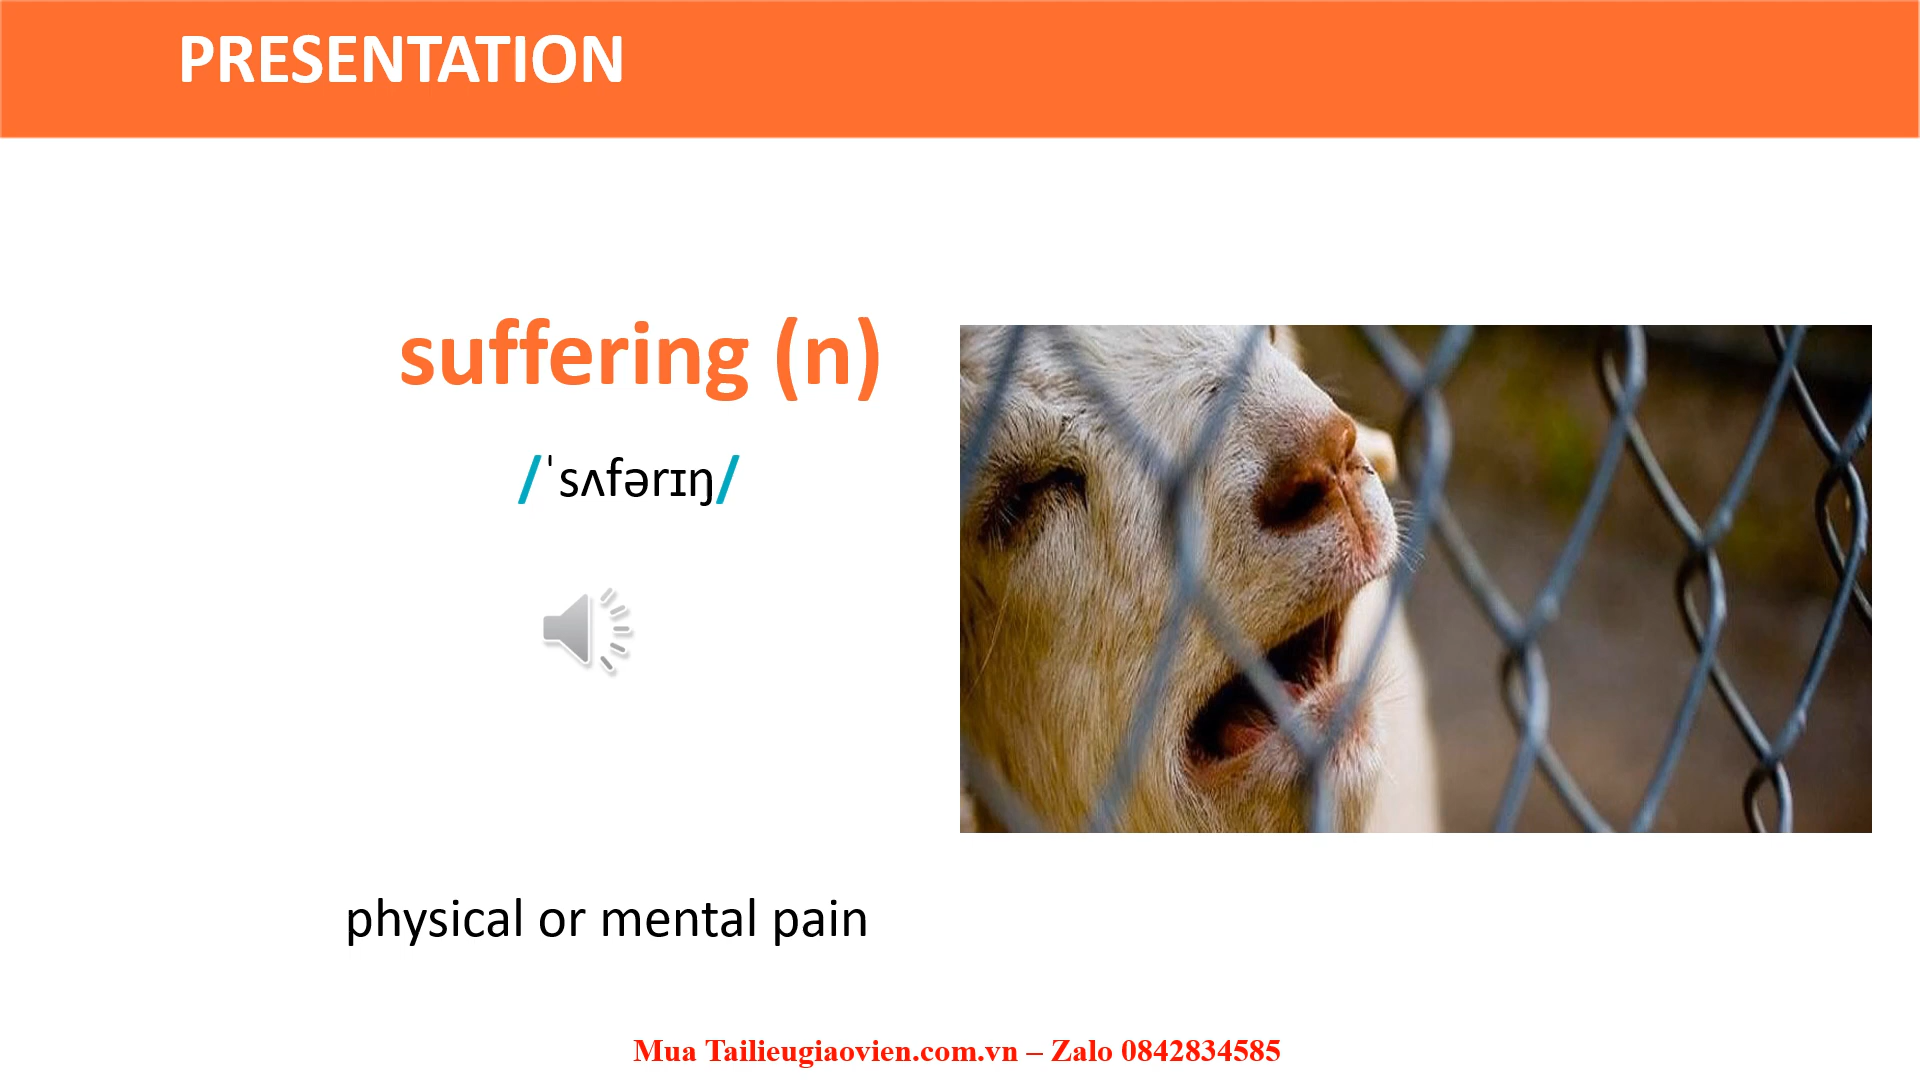 PRESENTATION
suffering (n)
/ˈsʌfərɪŋ/
physical or mental pain
Mua Tailieugiaovien.com.vn – Zalo 0842834585